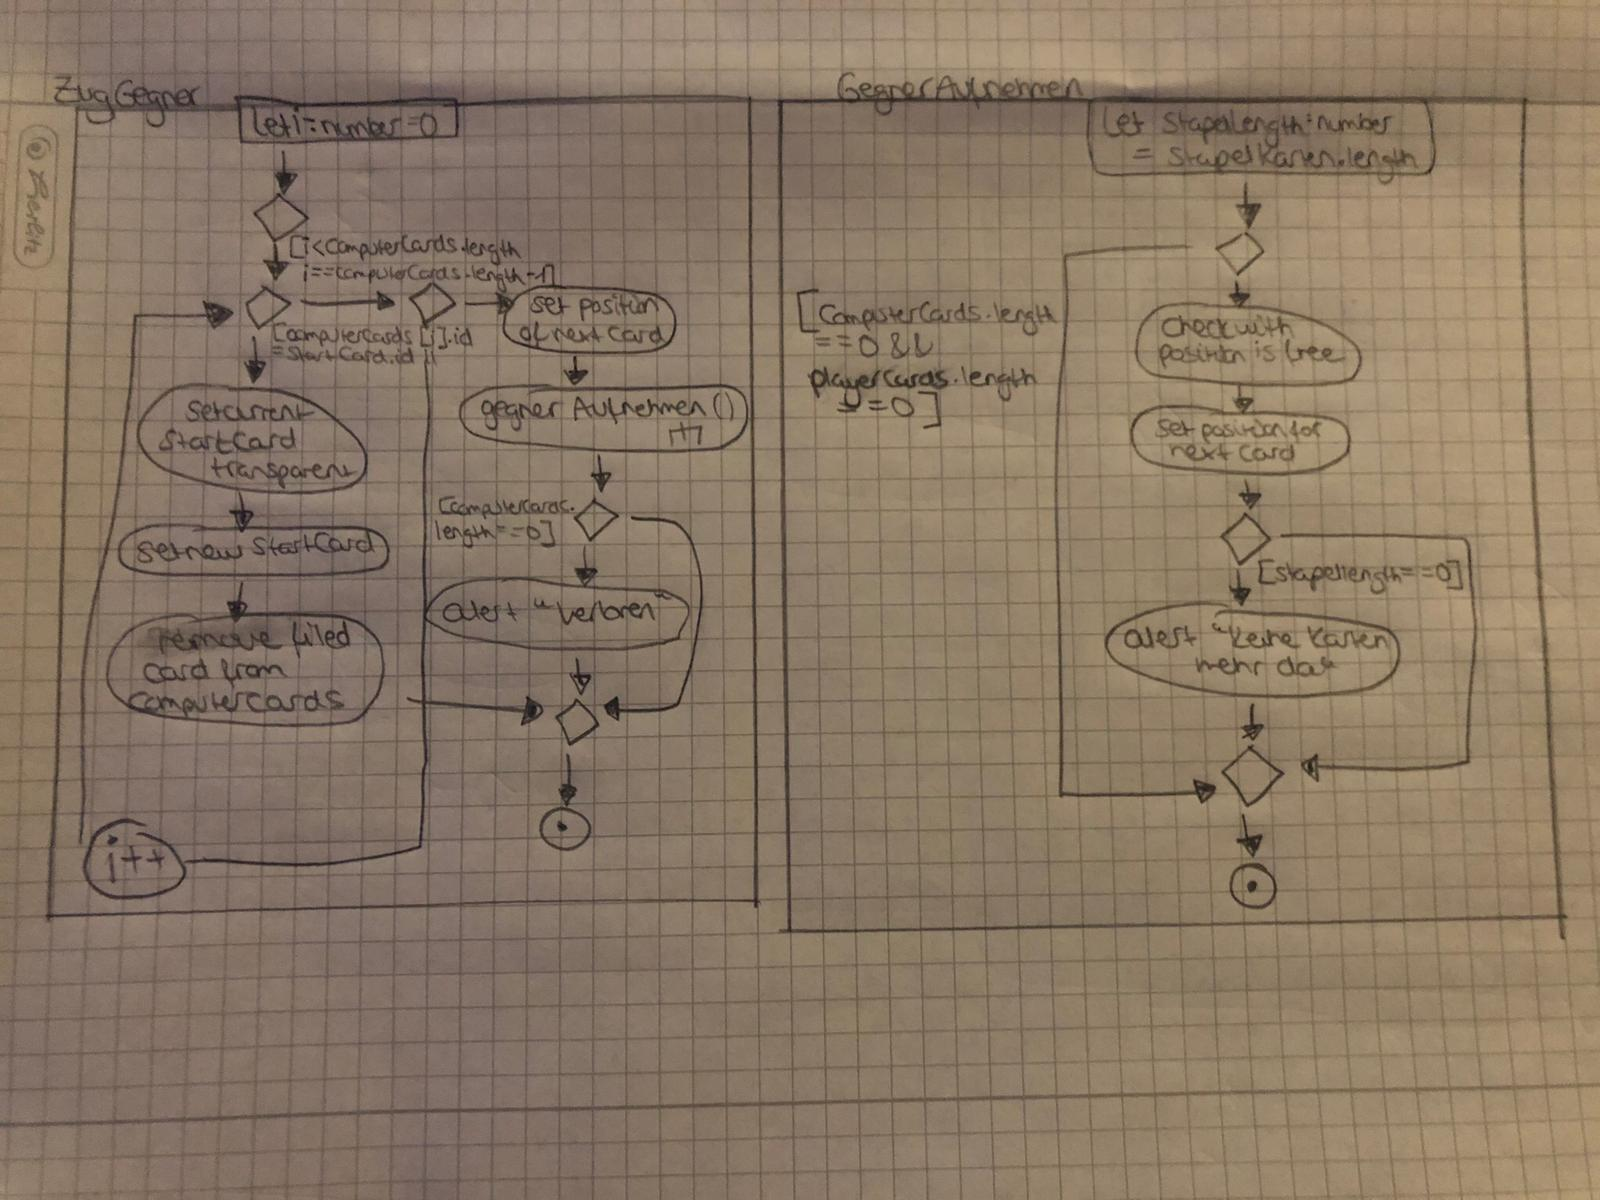 ZugGegner
let i:number=0
[i<ComputerCards.length
i==computerCards.length-1]
[computerCards[i].id
=StartCard.id]
set position
of next Card
set current
StartCard
transparent
gegner Aufnehmen()
set new StartCard
[computerCards.
length==0]
alert "verloren"
remove filed
card from
computerCards
i++
GegnerAufnehmen
let Stapellength:number
= Stapelkarten.length
[ComputerCards.length
==0 &&
playerCards.length
==0]
check with
position is free
set position for
next Card
[stapellength==0]
alert "keine Karten
mehr da"